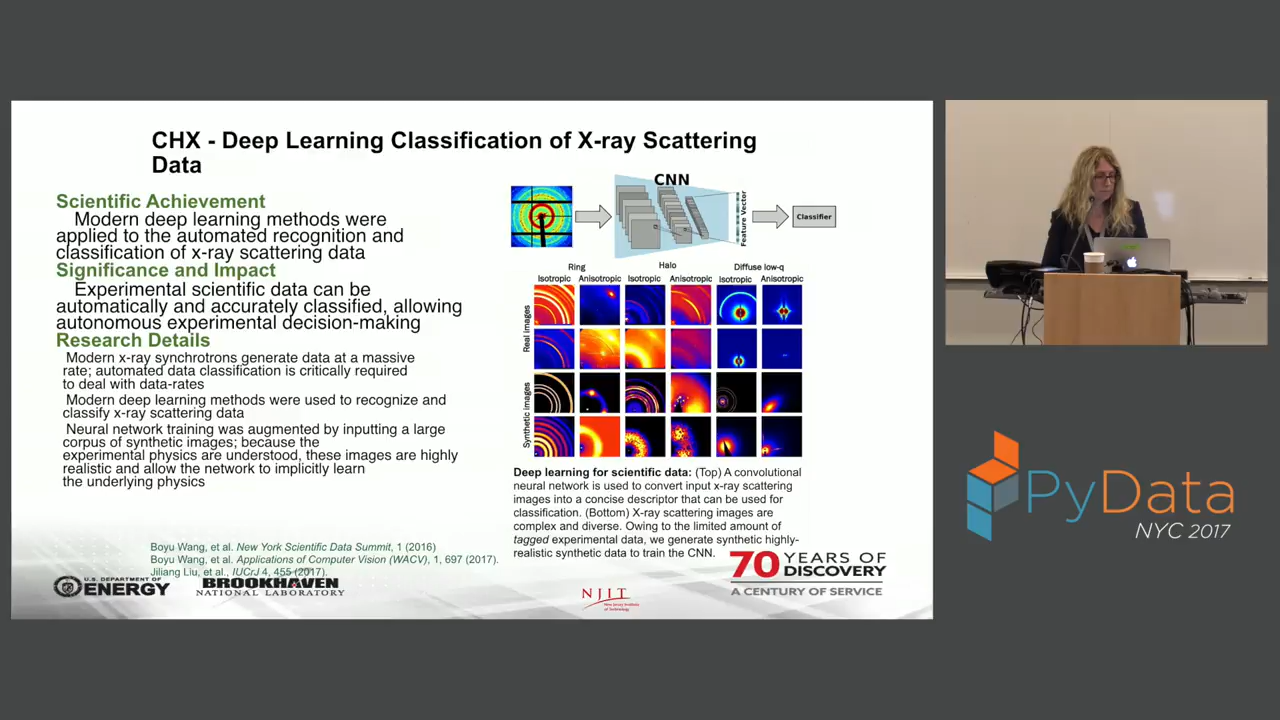 CHX - Deep Learning Classification of X-ray Scattering
Data
Scientific Achievement
Modern deep learning methods were
applied to the automated recognition and
classification of x-ray scattering data
Significance and Impact
Experimental scientific data can be
automatically and accurately classified, allowing
autonomous experimental decision-making
Research Details
Modern x-ray synchrotrons generate data at a massive
rate; automated data classification is critically required
to deal with data-rates
Modern deep learning methods were used to recognize and
classify x-ray scattering data
Neural network training was augmented by inputting a large
corpus of synthetic images; because the
experimental physics are understood, these images are highly
realistic and allow the network to implicitly learn
the underlying physics
Boyu Wang, et al. New York Scientific Data Summit, 1 (2016)
Boyu Wang, et al. Applications of Computer Vision (WACV), 1, 697 (2017).
Jiliang Liu, et al., IUCrJ 4, 455 (2017).
CNN
Feature Vector
Classifier
Ring Halo Diffuse low-q
Isotropic Anisotropic Isotropic Anisotropic Isotropic Anisotropic
Real images
Synthetic images
Deep learning for scientific data: (Top) A convolutional
neural network is used to convert input x-ray scattering
images into a concise descriptor that can be used for
classification. (Bottom) X-ray scattering images are
complex and diverse. Owing to the limited amount of
tagged experimental data, we generate synthetic highly-
realistic synthetic data to train the CNN.
U.S. DEPARTMENT OF
ENERGY
BROOKHAVEN
NATIONAL LABORATORY
NJIT
New Jersey Institute
of Technology
70 YEARS OF
DISCOVERY
A CENTURY OF SERVICE
PyData
NYC 2017